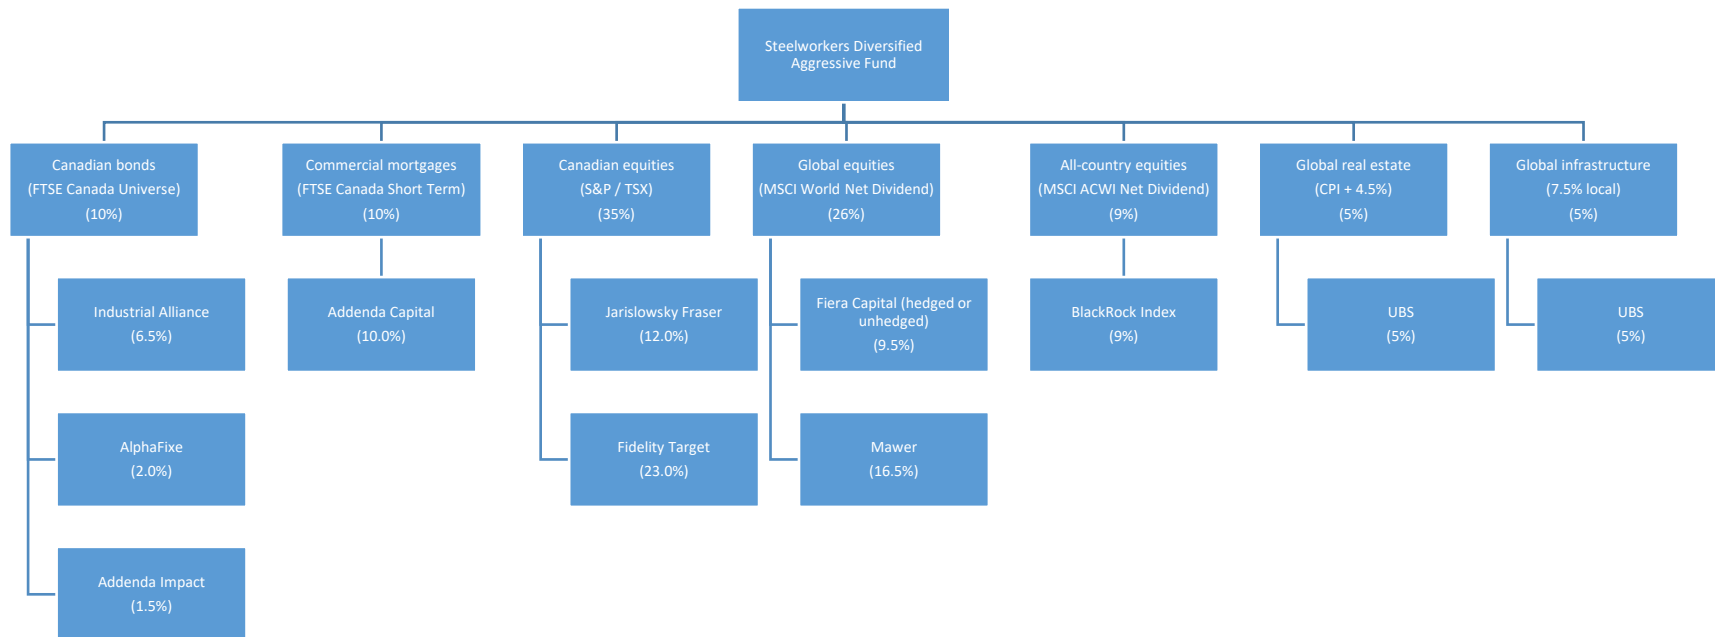 Steelworkers Diversified
Aggressive Fund
Canadian bonds
(FTSE Canada Universe)
(10%)
Commercial mortgages
(FTSE Canada Short Term)
(10%)
Canadian equities
(S&P / TSX)
(35%)
Global equities
(MSCI World Net Dividend)
(26%)
All-country equities
(MSCI ACWI Net Dividend)
(9%)
Global real estate
(CPI + 4.5%)
(5%)
Global infrastructure
(7.5% local)
(5%)
Industrial Alliance
(6.5%)
Addenda Capital
(10.0%)
Jarislowsky Fraser
(12.0%)
Fiera Capital (hedged or
unhedged)
(9.5%)
BlackRock Index
(9%)
UBS
(5%)
UBS
(5%)
AlphaFixe
(2.0%)
Fidelity Target
(23.0%)
Mawer
(16.5%)
Addenda Impact
(1.5%)